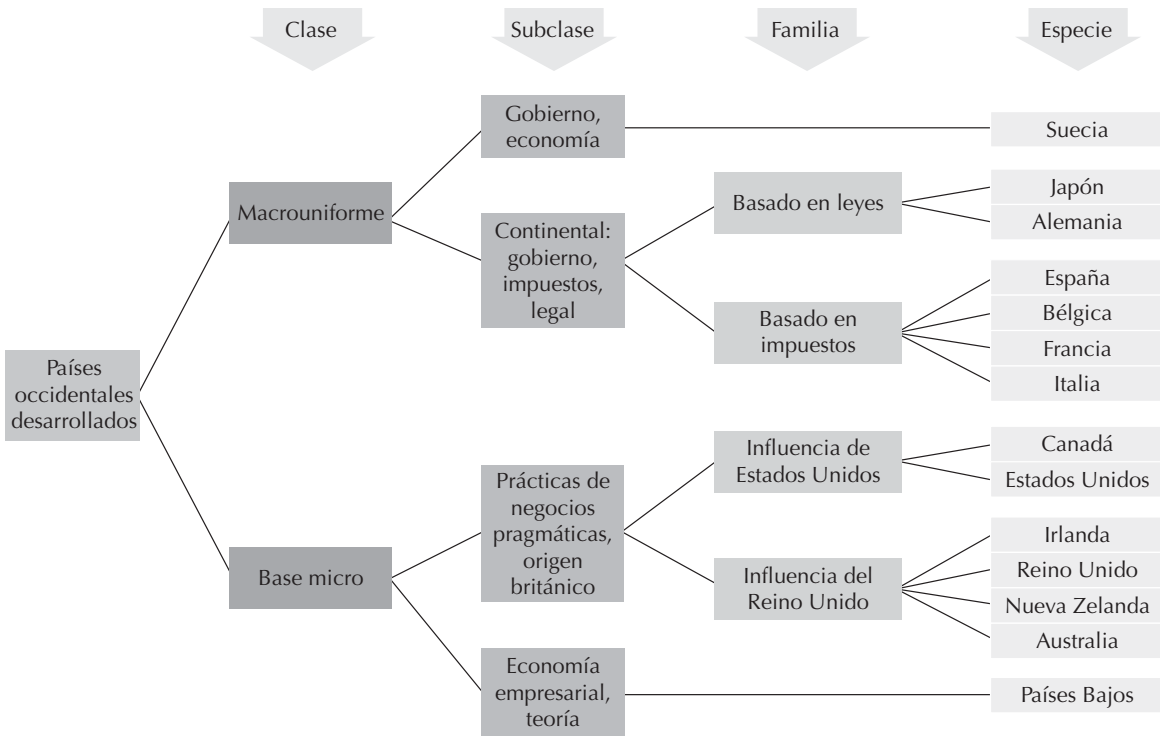 Clase
Subclase
Familia
Especie
Países
occidentales
desarrollados
Macrouniforme
Base micro
Gobierno,
economía
Continental:
gobierno,
impuestos,
legal
Prácticas de
negocios
pragmáticas,
origen
británico
Economía
empresarial,
teoría
Basado en leyes
Basado en
impuestos
Influencia de
Estados Unidos
Influencia del
Reino Unido
Suecia
Japón
Alemania
España
Bélgica
Francia
Italia
Canadá
Estados Unidos
Irlanda
Reino Unido
Nueva Zelanda
Australia
Países Bajos